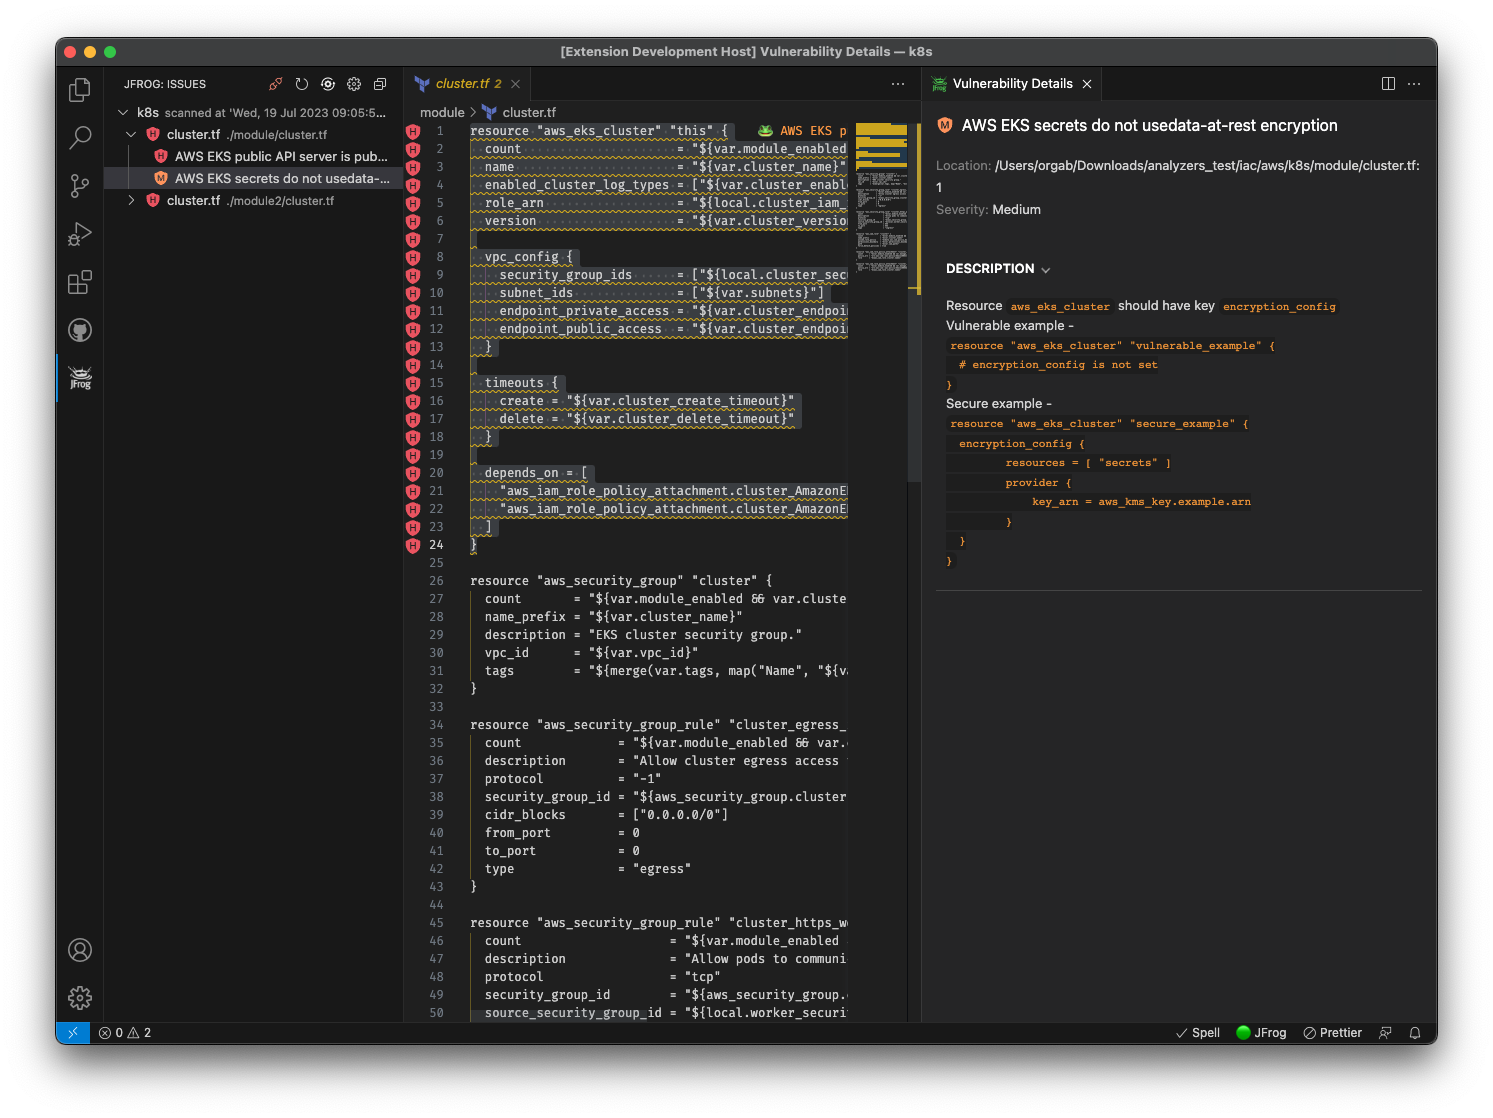 [Extension Development Host] Vulnerability Details — k8s
JFROG: ISSUES
k8s scanned at 'Wed, 19 Jul 2023 09:05:5...
cluster.tf ./module/cluster.tf
AWS EKS public API server is pub...
AWS EKS secrets do not usedata-...
cluster.tf ./module2/cluster.tf
JFrog
cluster.tf 2
module > cluster.tf
1 resource "aws_eks_cluster" "this" { AWS EKS p
2 count = "${var.module_enabled
3 name = "${var.cluster_name}"
4 enabled_cluster_log_types = ["${var.cluster_enabl
5 role_arn = "${local.cluster_iam_
6 version = "${var.cluster_versio
7
8 vpc_config {
9 security_group_ids = ["${local.cluster_sec
10 subnet_ids = ["${var.subnets}"]
11 endpoint_private_access = "${var.cluster_endpoi
12 endpoint_public_access = "${var.cluster_endpoi
13 }
14
15 timeouts {
16 create = "${var.cluster_create_timeout}"
17 delete = "${var.cluster_delete_timeout}"
18 }
19
20 depends_on = [
21 "aws_iam_role_policy_attachment.cluster_AmazonE
22 "aws_iam_role_policy_attachment.cluster_AmazonE
23 ]
24 }
25
26 resource "aws_security_group" "cluster" {
27 count = "${var.module_enabled && var.cluste
28 name_prefix = "${var.cluster_name}"
29 description = "EKS cluster security group."
30 vpc_id = "${var.vpc_id}"
31 tags = "${merge(var.tags, map("Name", "${va
32 }
33
34 resource "aws_security_group_rule" "cluster_egress_
35 count = "${var.module_enabled && var.
36 description = "Allow cluster egress access
37 protocol = "-1"
38 security_group_id = "${aws_security_group.cluster
39 cidr_blocks = ["0.0.0.0/0"]
40 from_port = 0
41 to_port = 0
42 type = "egress"
43 }
44
45 resource "aws_security_group_rule" "cluster_https_w
46 count = "${var.module_enabled
47 description = "Allow pods to communi
48 protocol = "tcp"
49 security_group_id = "${aws_security_group.
50 source_security_group_id = "${local.worker_securi
Vulnerability Details
AWS EKS secrets do not usedata-at-rest encryption
Location: /Users/orgab/Downloads/analyzers_test/iac/aws/k8s/module/cluster.tf:
1
Severity: Medium
DESCRIPTION
Resource aws_eks_cluster should have key encryption_config
Vulnerable example -
resource "aws_eks_cluster" "vulnerable_example" {
# encryption_config is not set
}
Secure example -
resource "aws_eks_cluster" "secure_example" {
encryption_config {
resources = [ "secrets" ]
provider {
key_arn = aws_kms_key.example.arn
}
}
}
0 2
Spell JFrog Prettier